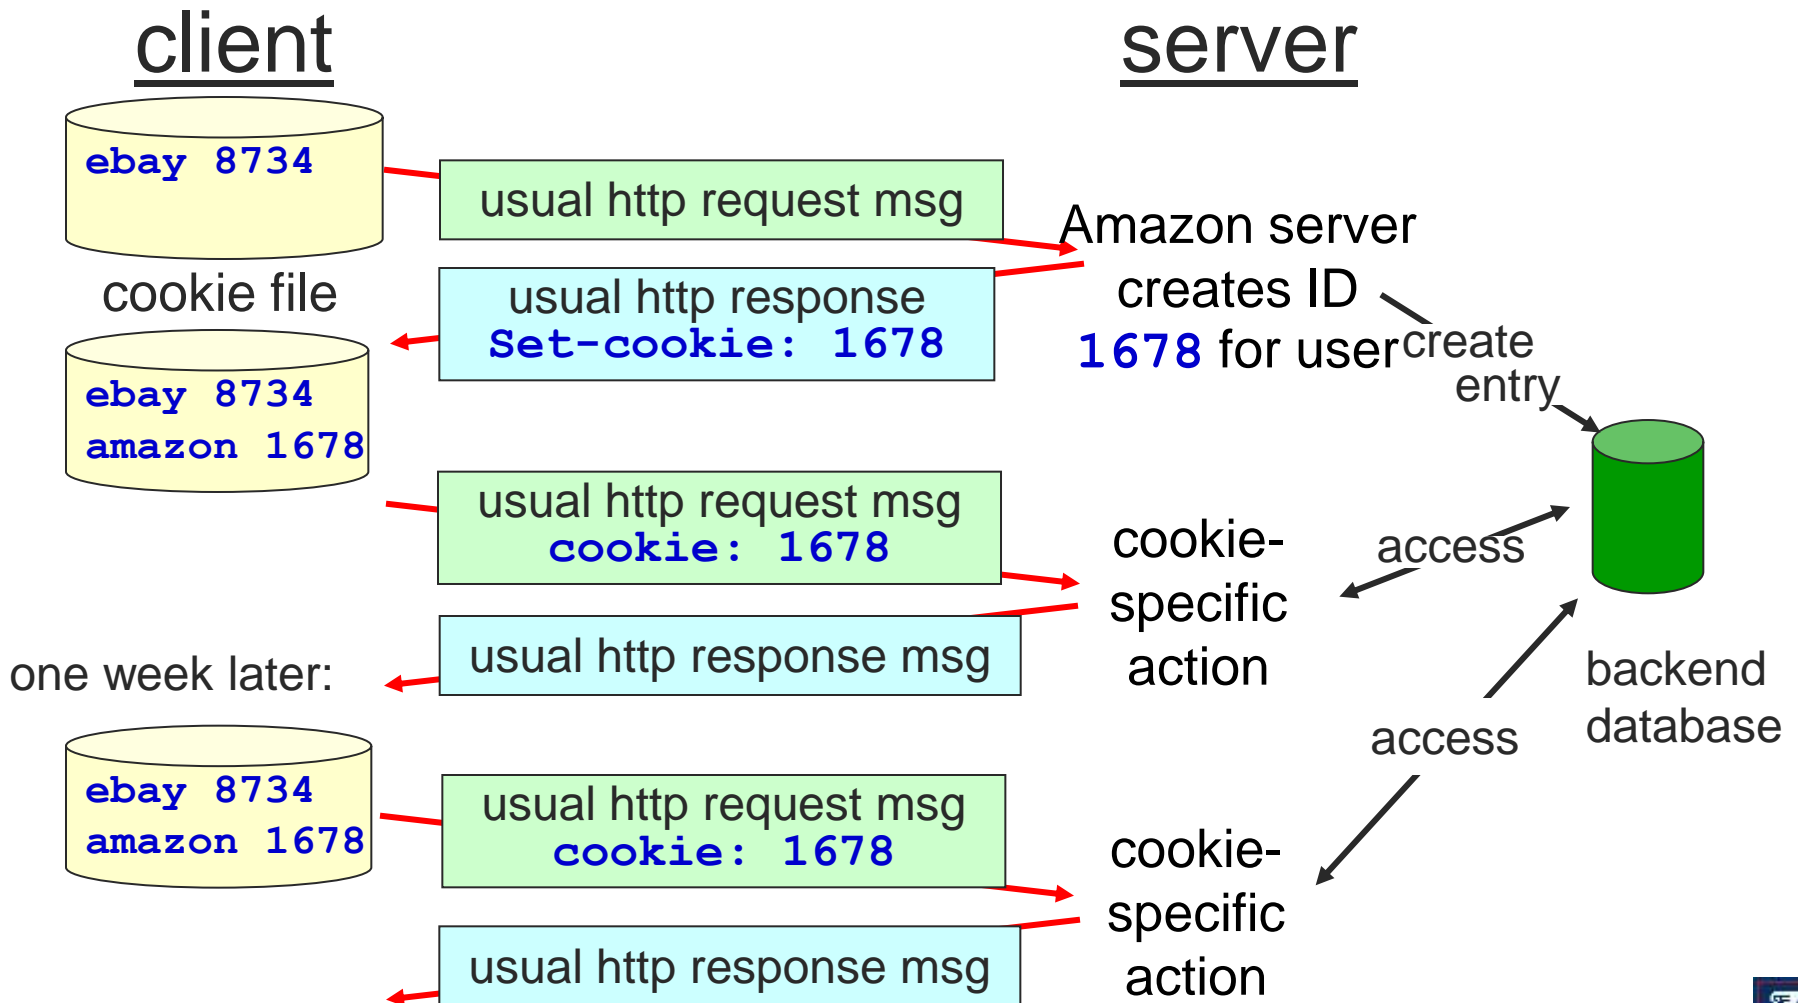 client
server
ebay 8734
usual http request msg
Amazon server
creates ID
1678 for user
cookie file
usual http response
Set-cookie: 1678
create
entry
ebay 8734
amazon 1678
usual http request msg
cookie: 1678
cookie-
specific
action
access
usual http response msg
one week later:
backend
database
access
ebay 8734
amazon 1678
usual http request msg
cookie: 1678
cookie-
specific
action
usual http response msg